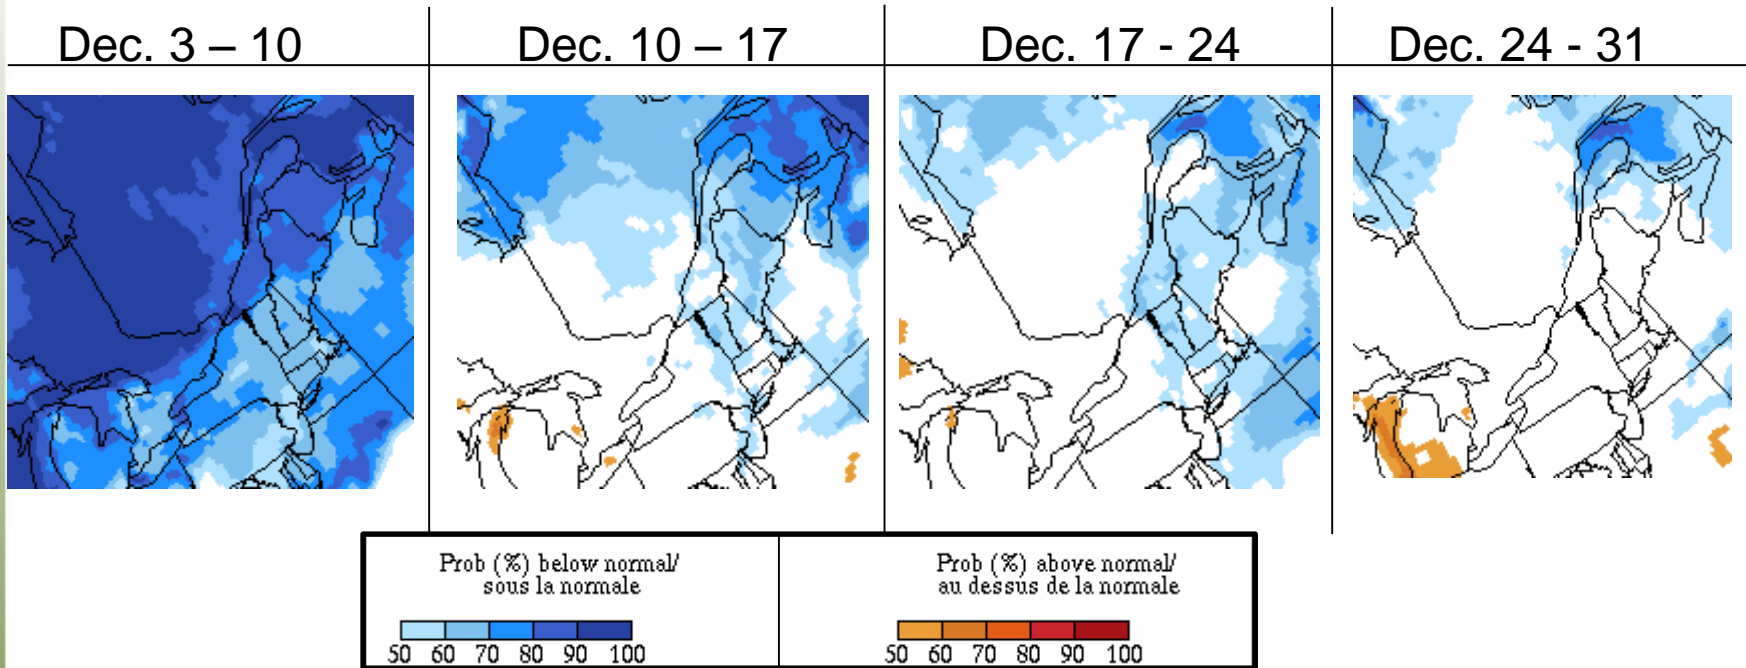 Dec. 3 – 10
Dec. 10 – 17
Dec. 17 - 24
Dec. 24 - 31
Prob (%) below normal/
sous la normale
50 60 70 80 90 100
Prob (%) above normal/
au dessus de la normale
50 60 70 80 90 100